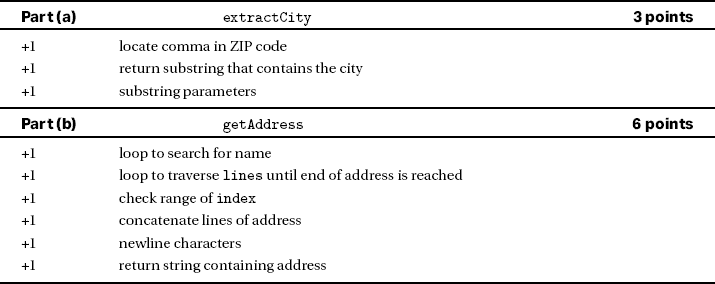 Part (a) extractCity 3 points
+1 locate comma in ZIP code
+1 return substring that contains the city
+1 substring parameters
Part (b) getAddress 6 points
+1 loop to search for name
+1 loop to traverse lines until end of address is reached
+1 check range of index
+1 concatenate lines of address
+1 newline characters
+1 return string containing address